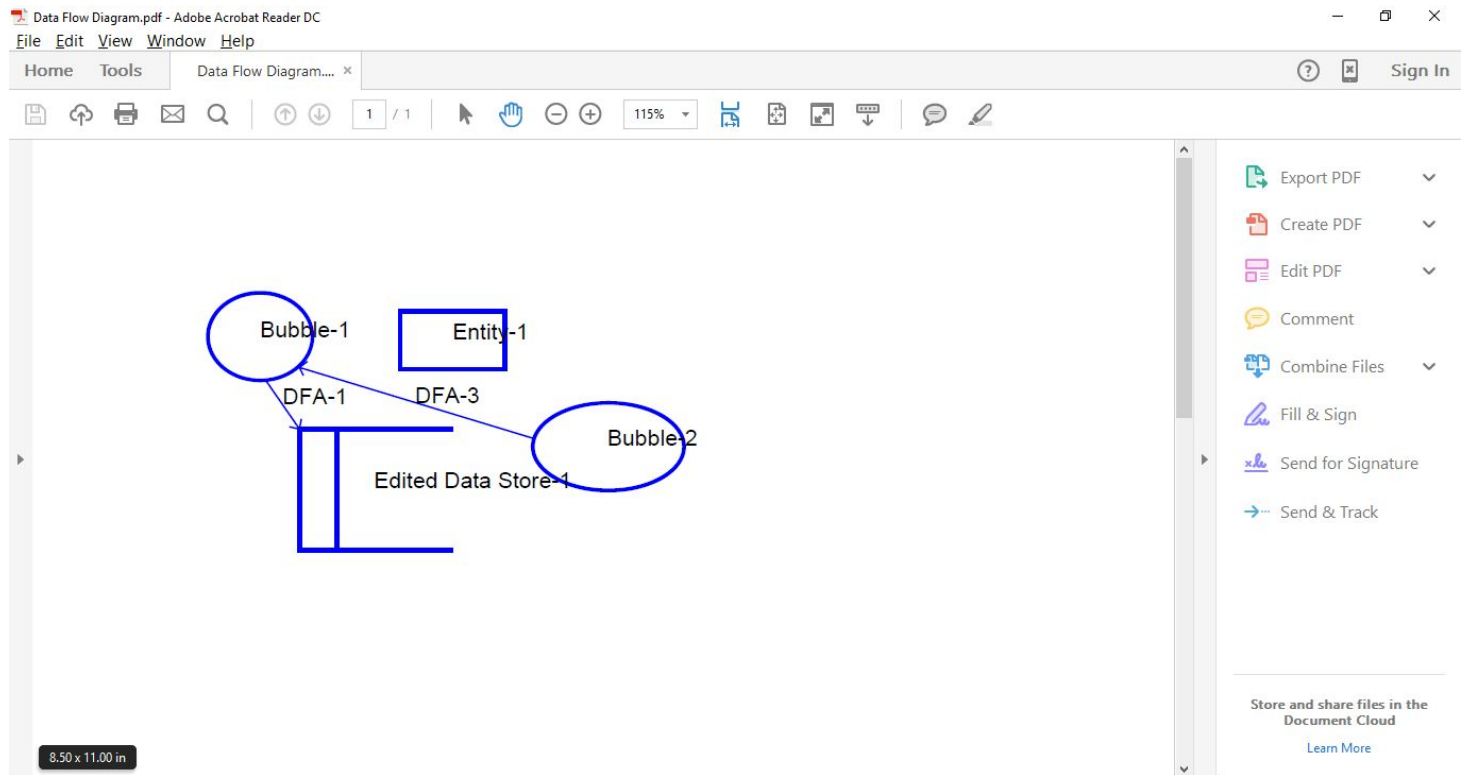 Data Flow Diagram.pdf - Adobe Acrobat Reader DC
File Edit View Window Help
Home Tools Data Flow Diagram.... × Sign In
1 / 1 115%
Export PDF
Create PDF
Edit PDF
Comment
Combine Files
Fill & Sign
Send for Signature
Send & Track
Bubble-1 Entity-1
DFA-1 DFA-3
Bubble-2
Edited Data Store-1
Store and share files in the
Document Cloud
Learn More
8.50 x 11.00 in